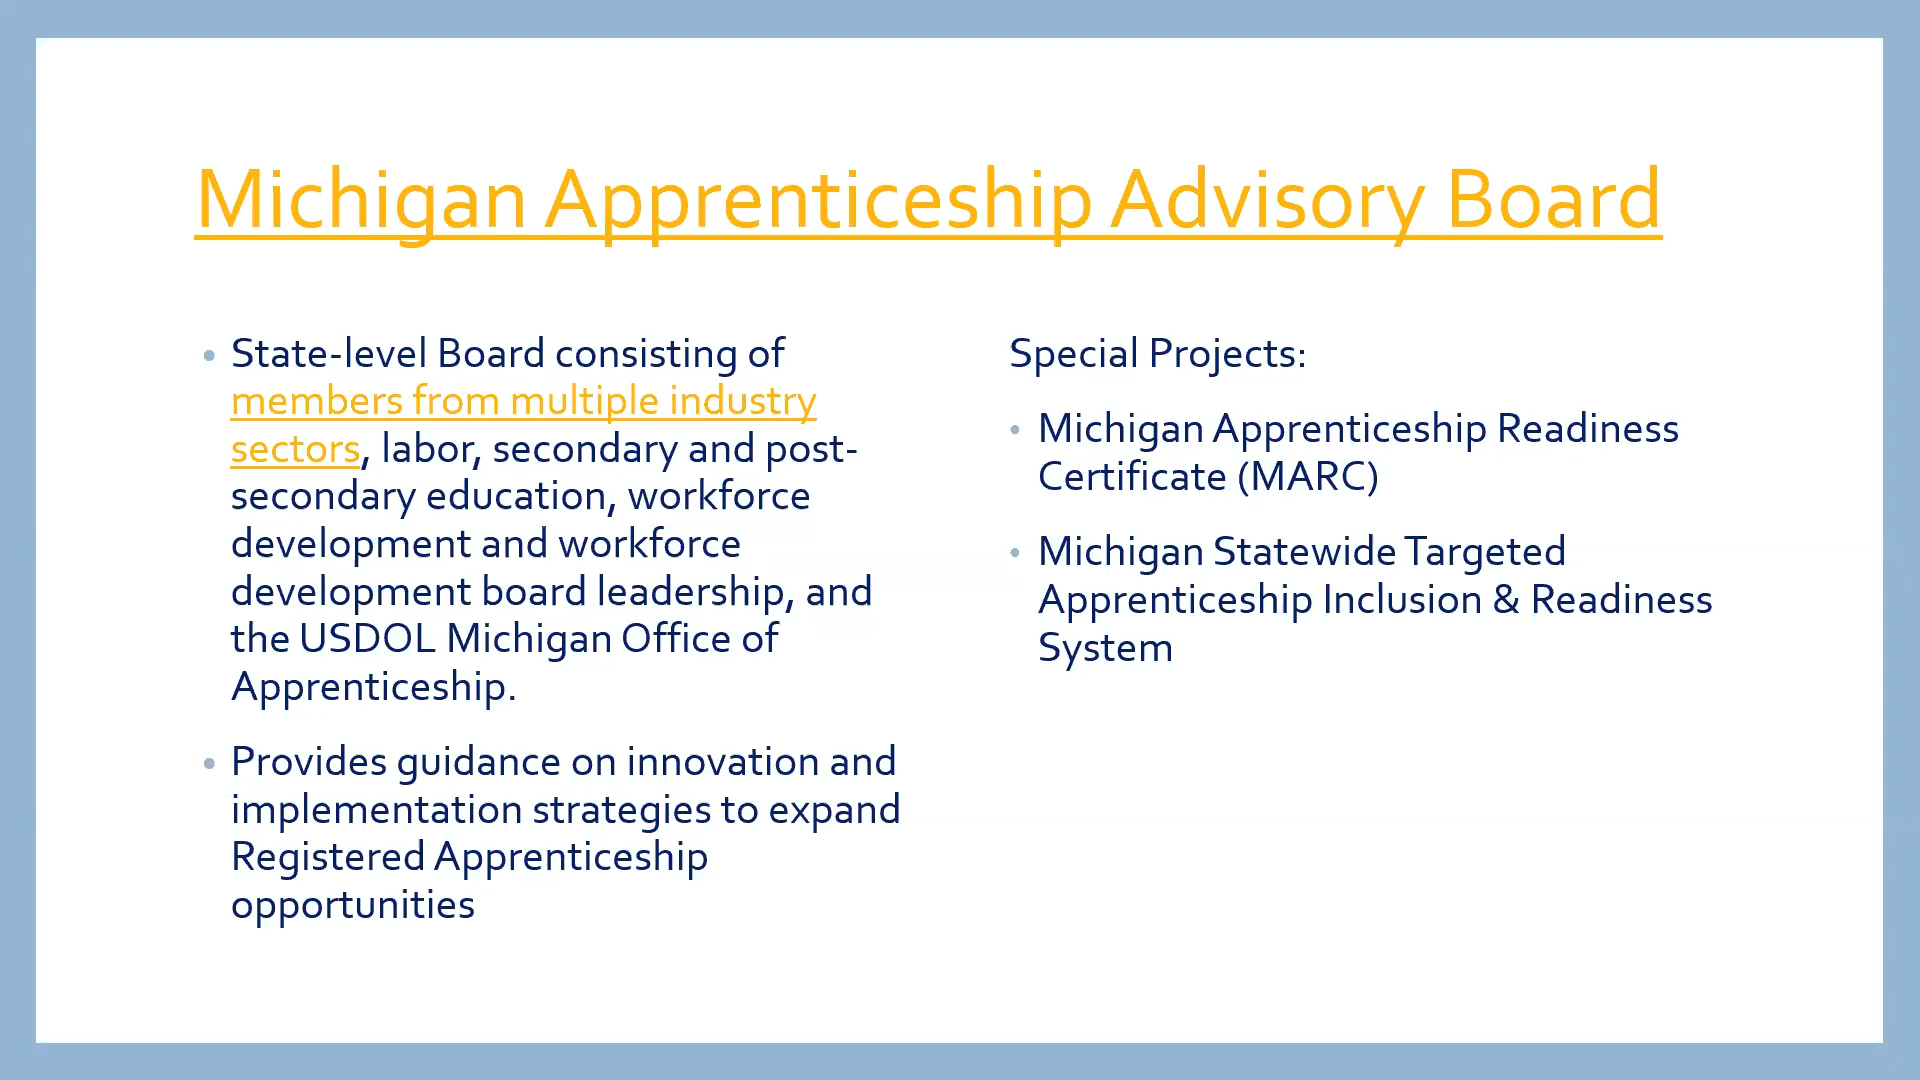 Michigan Apprenticeship Advisory Board
• State-level Board consisting of
members from multiple industry
sectors, labor, secondary and post-
secondary education, workforce
development and workforce
development board leadership, and
the USDOL Michigan Office of
Apprenticeship.
• Provides guidance on innovation and
implementation strategies to expand
Registered Apprenticeship
opportunities
Special Projects:
• Michigan Apprenticeship Readiness
Certificate (MARC)
• Michigan Statewide Targeted
Apprenticeship Inclusion & Readiness
System